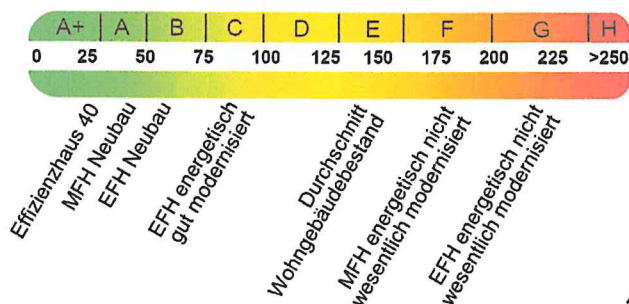 A+ A B C D E F G H
0 25 50 75 100 125 150 175 200 225 >250
Effizienzhaus 40
MFH Neubau
EFH Neubau
EFH energetisch
gut modernisiert
Durchschnitt
Wohngebäudebestand
MFH energetisch nicht
wesentlich modernisiert
EFH energetisch nicht
wesentlich modernisiert